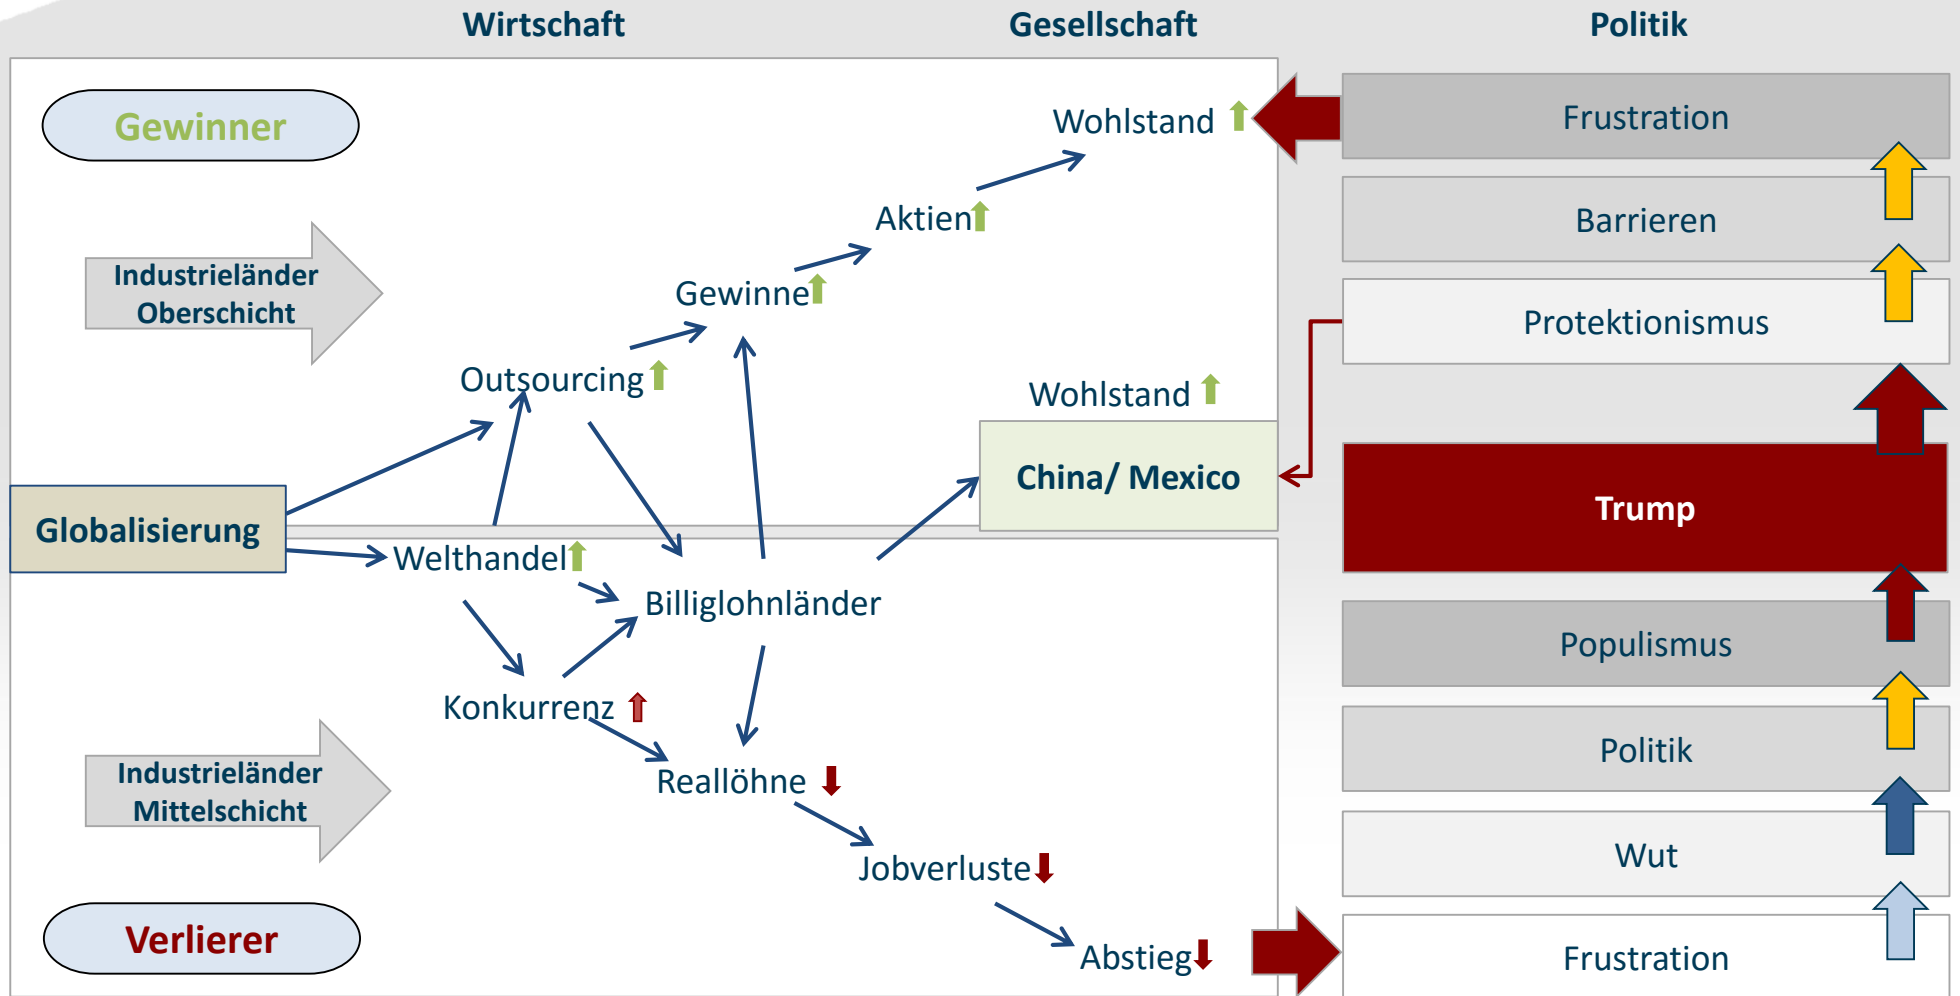 Wirtschaft
Gesellschaft
Politik
Gewinner
Wohlstand
Aktien
Industrieländer
Oberschicht
Gewinne
Outsourcing
Wohlstand
China/ Mexico
Globalisierung
Welthandel
Billiglohnländer
Konkurrenz
Industrieländer
Mittelschicht
Reallöhne
Jobverluste
Verlierer
Abstieg
Frustration
Barrieren
Protektionismus
Trump
Populismus
Politik
Wut
Frustration